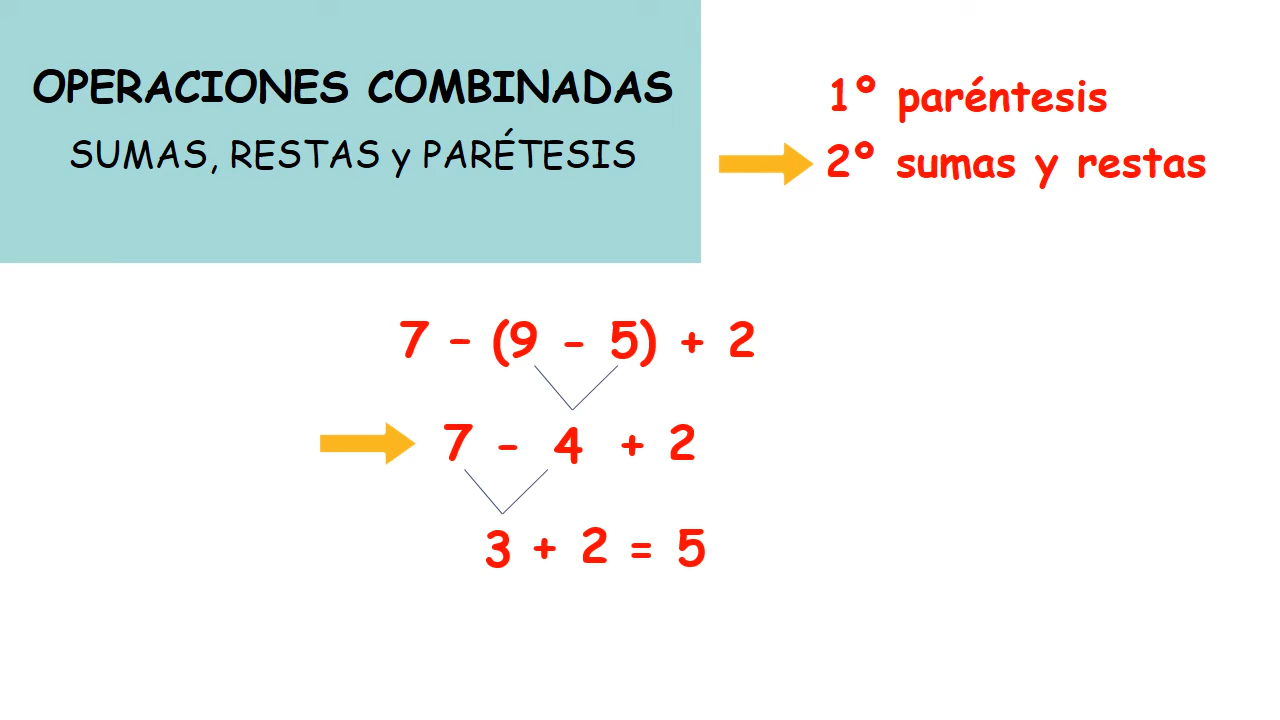 OPERACIONES COMBINADAS
SUMAS, RESTAS y PARÉTESIS
1º paréntesis
2º sumas y restas
7 - (9 - 5) + 2
7 - 4 + 2
3 + 2 = 5